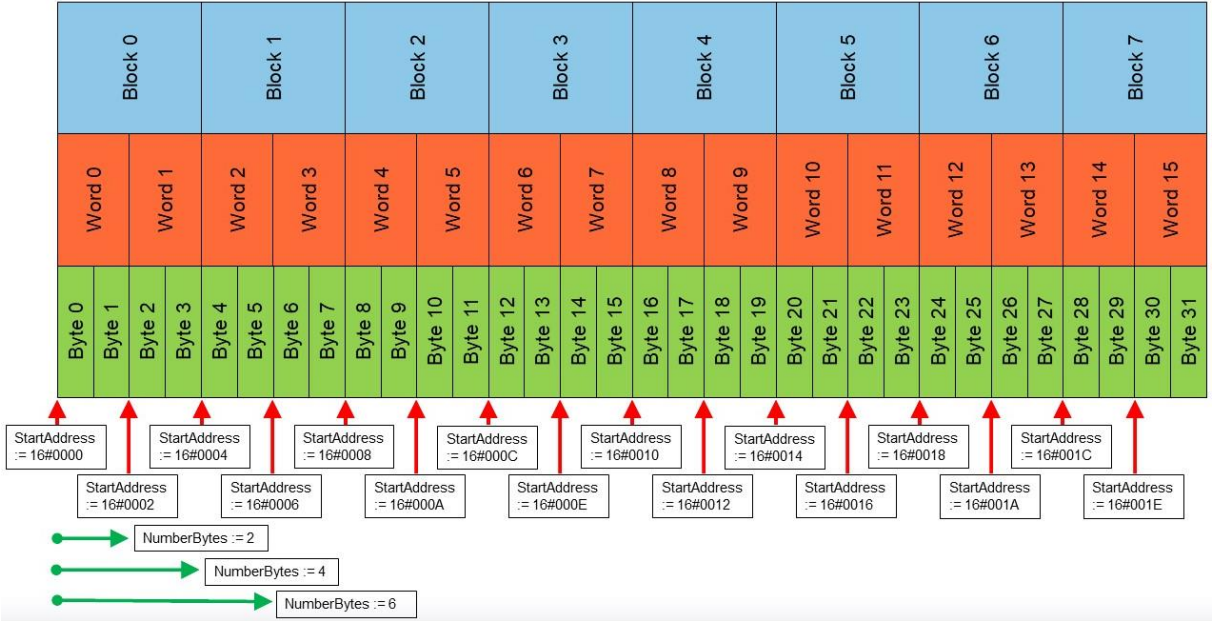 Block 0
Block 1
Block 2
Block 3
Block 4
Block 5
Block 6
Block 7
Word 0
Word 1
Word 2
Word 3
Word 4
Word 5
Word 6
Word 7
Word 8
Word 9
Word 10
Word 11
Word 12
Word 13
Word 14
Word 15
Byte 0
Byte 1
Byte 2
Byte 3
Byte 4
Byte 5
Byte 6
Byte 7
Byte 8
Byte 9
Byte 10
Byte 11
Byte 12
Byte 13
Byte 14
Byte 15
Byte 16
Byte 17
Byte 18
Byte 19
Byte 20
Byte 21
Byte 22
Byte 23
Byte 24
Byte 25
Byte 26
Byte 27
Byte 28
Byte 29
Byte 30
Byte 31
StartAddress
:= 16#0000
StartAddress
:= 16#0004
StartAddress
:= 16#0008
StartAddress
:= 16#000C
StartAddress
:= 16#0010
StartAddress
:= 16#0014
StartAddress
:= 16#0018
StartAddress
:= 16#001C
StartAddress
:= 16#0002
StartAddress
:= 16#0006
StartAddress
:= 16#000A
StartAddress
:= 16#000E
StartAddress
:= 16#0012
StartAddress
:= 16#0016
StartAddress
:= 16#001A
StartAddress
:= 16#001E
NumberBytes := 2
NumberBytes := 4
NumberBytes := 6